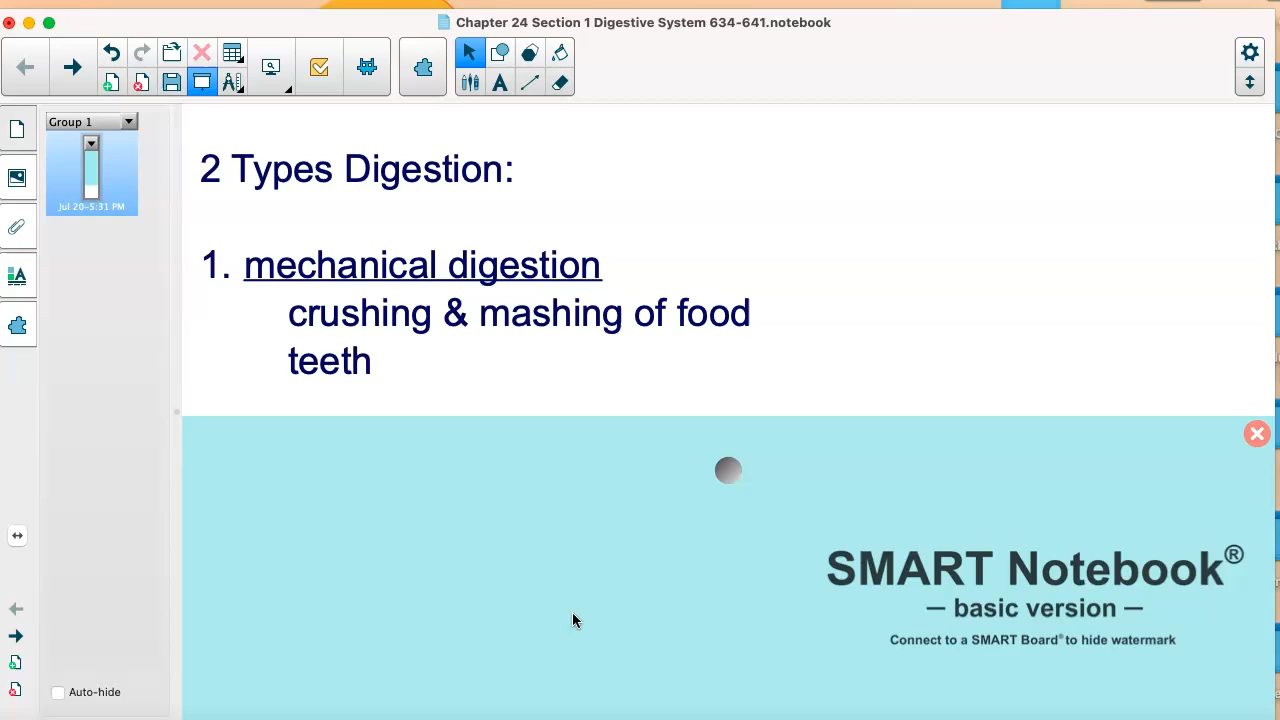 Chapter 24 Section 1 Digestive System 634-641.notebook
Group 1
Jul 20-5:31 PM
2 Types Digestion:
1. mechanical digestion
crushing & mashing of food
teeth
SMART Notebook®
— basic version —
Connect to a SMART Board® to hide watermark
Auto-hide